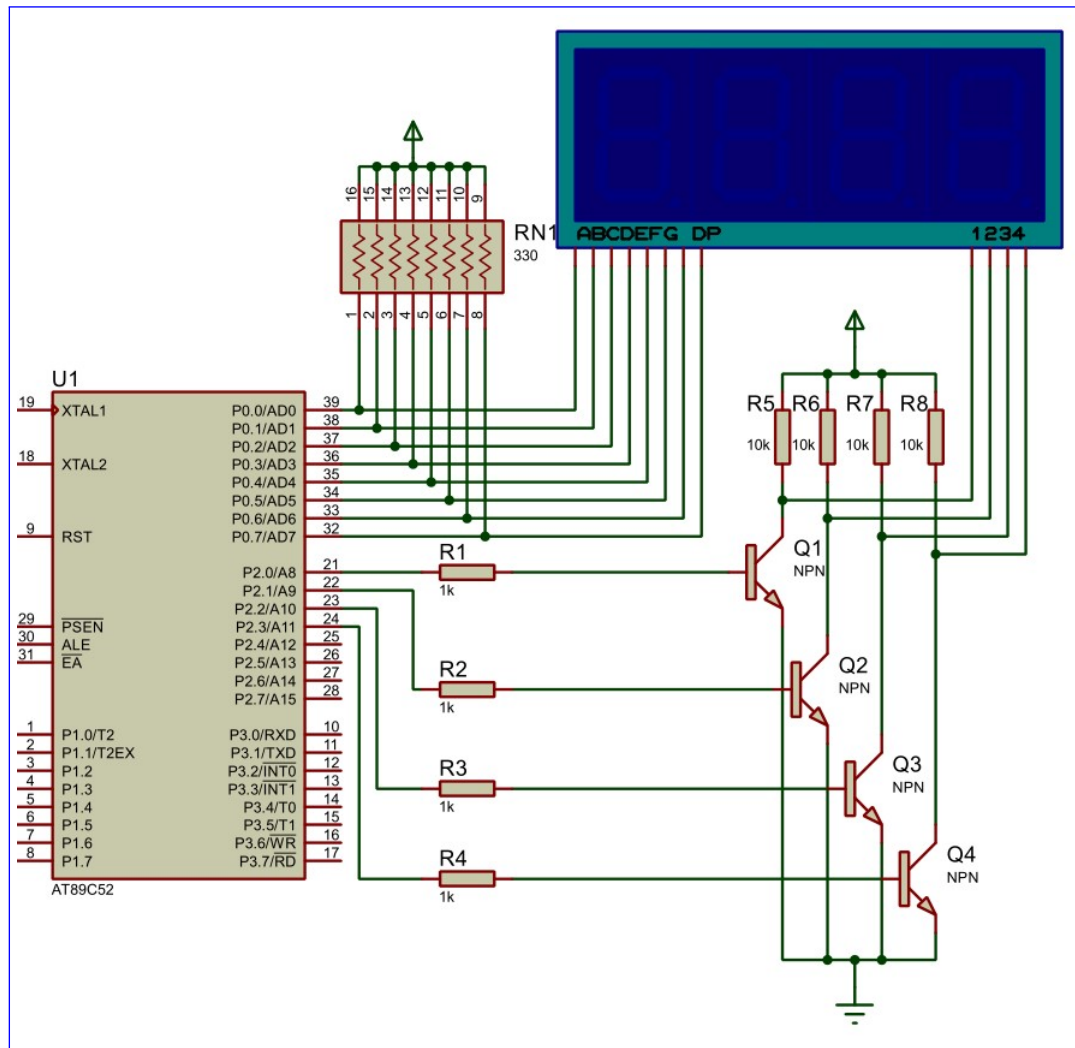 ABCDEFG DP
1234
16
15
14
13
12
11
10
9
RN1
330
1
2
3
4
5
6
7
8
U1
19
XTAL1
18
XTAL2
9
RST
29
PSEN
30
ALE
31
EA
1
P1.0/T2
2
P1.1/T2EX
3
P1.2
4
P1.3
5
P1.4
6
P1.5
7
P1.6
8
P1.7
P0.0/AD0
39
P0.1/AD1
38
P0.2/AD2
37
P0.3/AD3
36
P0.4/AD4
35
P0.5/AD5
34
P0.6/AD6
33
P0.7/AD7
32
P2.0/A8
21
P2.1/A9
22
P2.2/A10
23
P2.3/A11
24
P2.4/A12
25
P2.5/A13
26
P2.6/A14
27
P2.7/A15
28
P3.0/RXD
10
P3.1/TXD
11
P3.2/INT0
12
P3.3/INT1
13
P3.4/T0
14
P3.5/T1
15
P3.6/WR
16
P3.7/RD
17
AT89C52
R1
1k
R2
1k
R3
1k
R4
1k
R5
10k
R6
10k
R7
10k
R8
10k
Q1
NPN
Q2
NPN
Q3
NPN
Q4
NPN